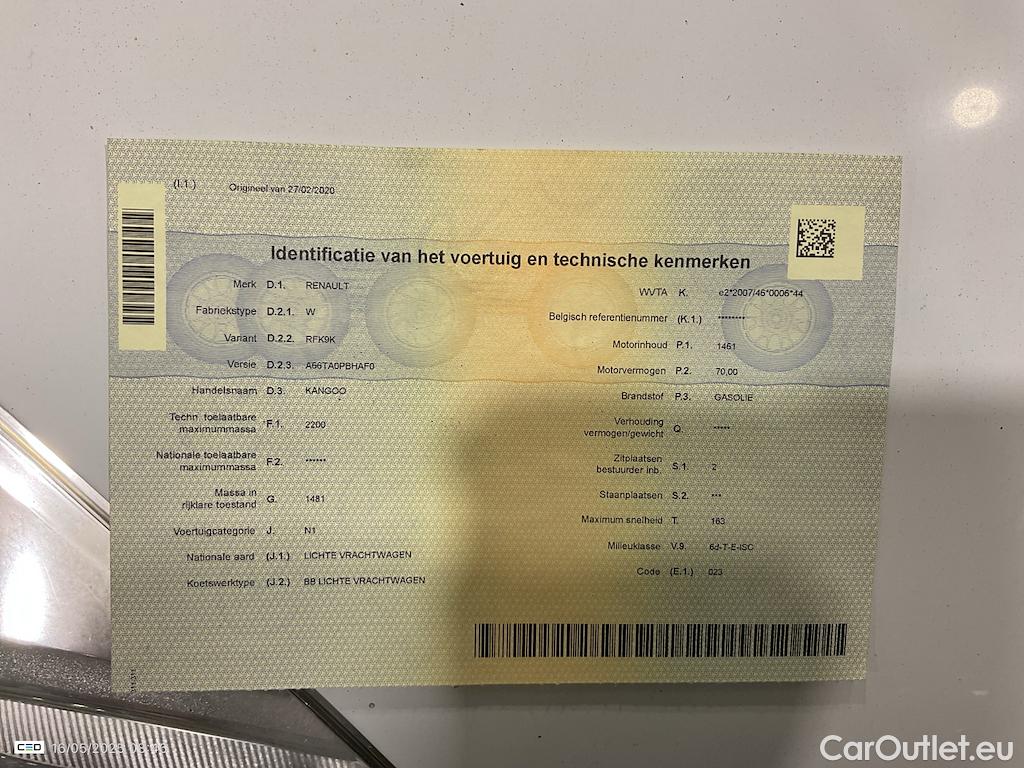 (I.1.) Origineel van 27/02/2020
Identificatie van het voertuig en technische kenmerken
Merk D.1. RENAULT
Fabriekstype D.2.1. W
Variant D.2.2. RFK9K
Versie D.2.3. A66TA0PBHAF0
Handelsnaam D.3. KANGOO
Techn. toelaatbare
maximummassa F.1. 2200
Nationale toelaatbare
maximummassa F.2. ******
Massa in
rijklare toestand G. 1481
Voertuigcategorie J. N1
Nationale aard (J.1.) LICHTE VRACHTWAGEN
Koetswerktype (J.2.) BB LICHTE VRACHTWAGEN
WVTA K. e2*2007/46*0006*44
Belgisch referentienummer (K.1.) ********
Motorinhoud P.1. 1461
Motorvermogen P.2. 70,00
Brandstof P.3. GASOLIE
Verhouding
vermogen/gewicht Q. *****
Zitplaatsen
bestuurder inb. S.1. 2
Staanplaatsen S.2. ***
Maximum snelheid T. 163
Milieuklasse V.9. 6d-T-E-ISC
Code (E.1.) 023
CEO
CarOutlet.eu